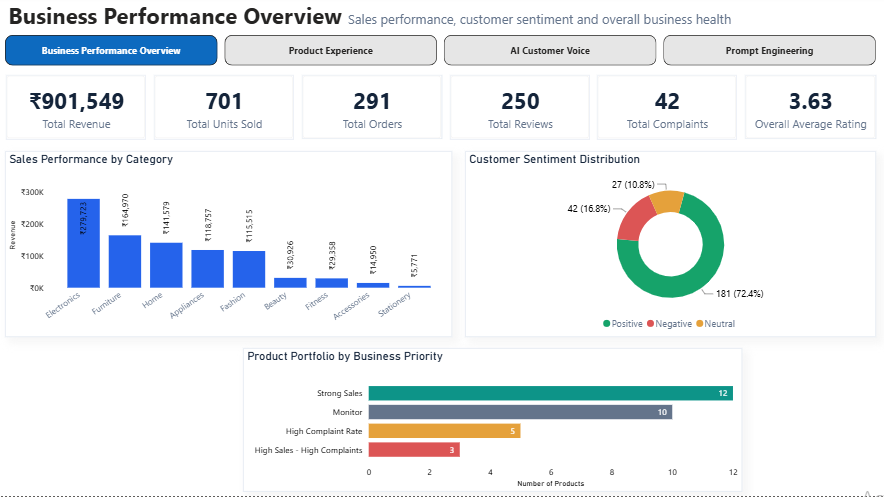 Business Performance Overview Sales performance, customer sentiment and overall business health
Business Performance Overview
Product Experience
AI Customer Voice
Prompt Engineering
₹901,549
Total Revenue
701
Total Units Sold
291
Total Orders
250
Total Reviews
42
Total Complaints
3.63
Overall Average Rating
Sales Performance by Category
Revenue
₹300K
₹200K
₹100K
₹0K
₹279,723
₹164,970
₹141,579
₹118,757
₹115,515
₹30,926
₹29,358
₹14,950
₹5,771
Electronics
Furniture
Home
Appliances
Fashion
Beauty
Fitness
Accessories
Stationery
Customer Sentiment Distribution
27 (10.8%)
42 (16.8%)
181 (72.4%)
Positive Negative Neutral
Product Portfolio by Business Priority
Strong Sales 12
Monitor 10
High Complaint Rate 5
High Sales - High Complaints 3
0 2 4 6 8 10 12
Number of Products